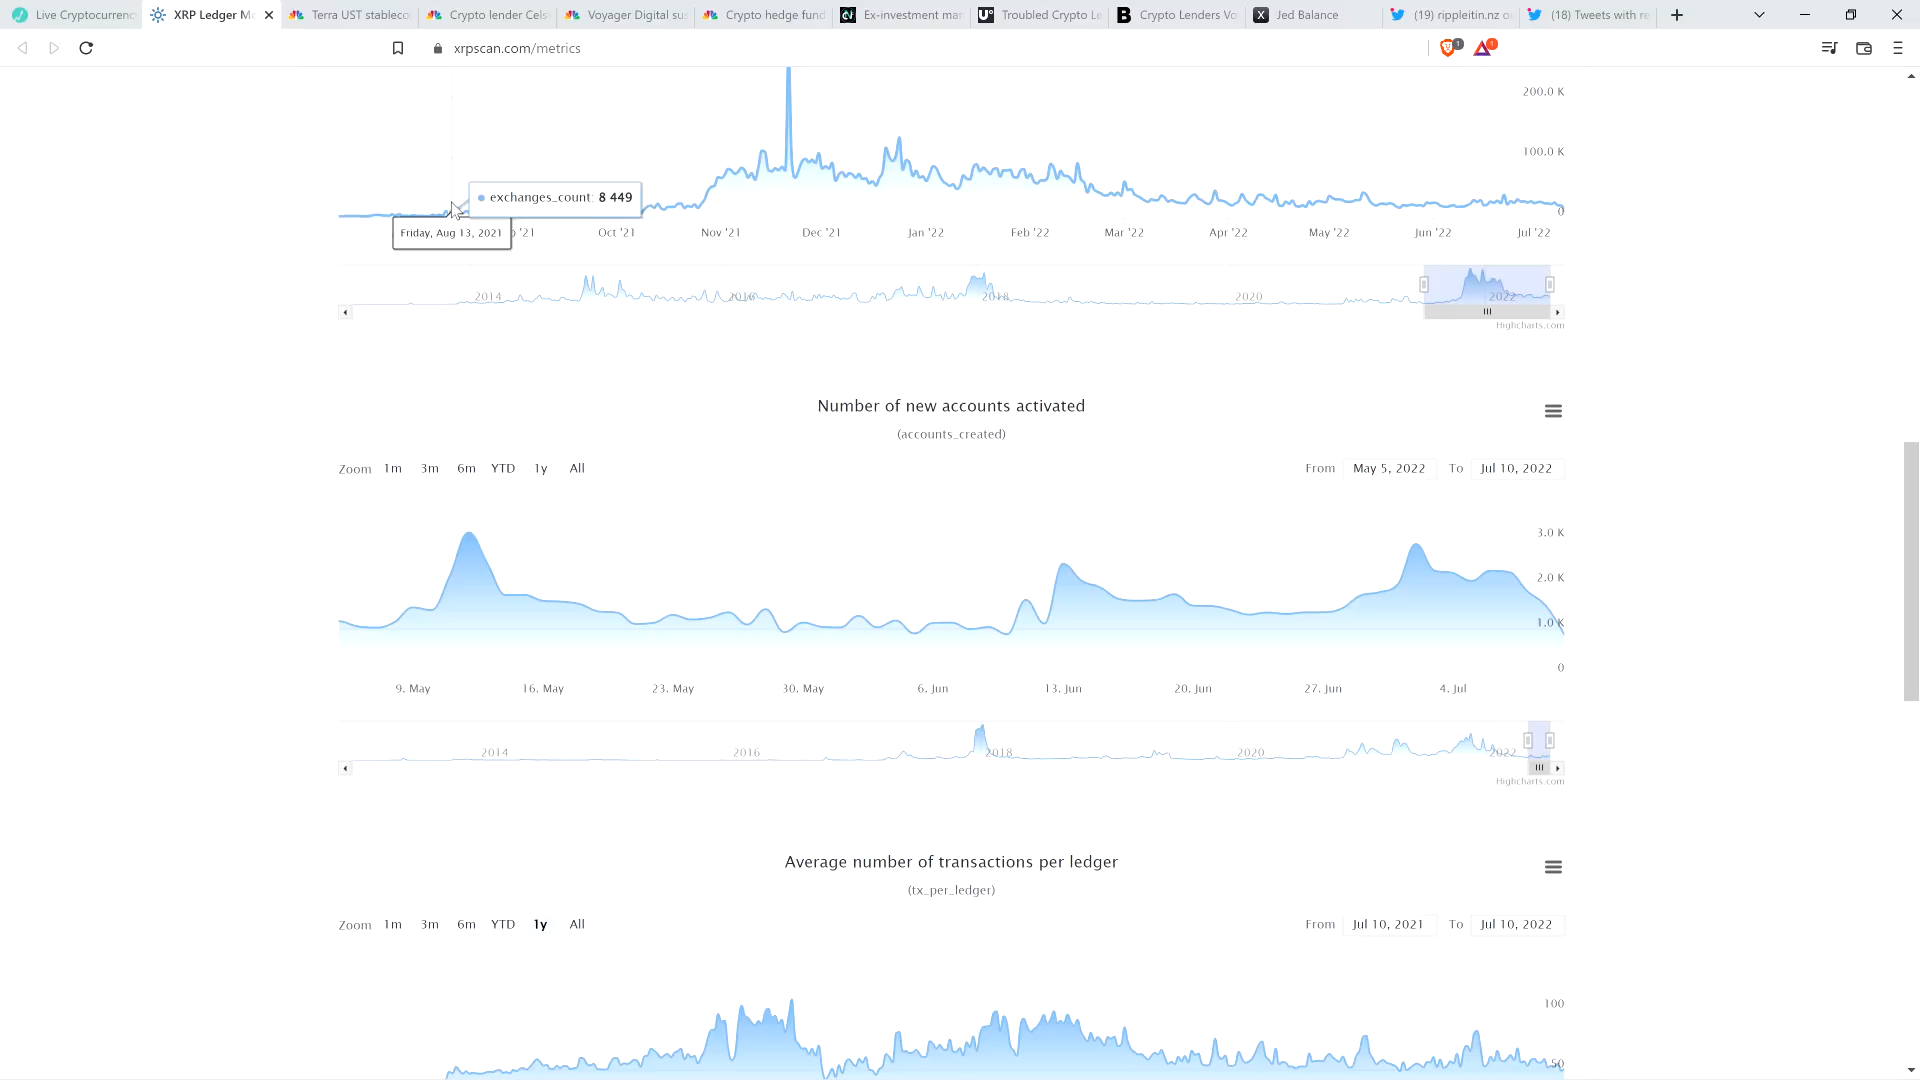 Live Cryptocurrenc
XRP Ledger M
Terra UST stableco
Crypto lender Cels
Voyager Digital sus
Crypto hedge fund
Ex-investment mar
Troubled Crypto Le
Crypto Lenders Vo
Jed Balance
(19) rippleitin.nz o
(18) Tweets with re
xrpscan.com/metrics
1
1
200.0 K
100.0 K
0
exchanges_count: 8 449
Friday, Aug 13, 2021
'21
Oct '21
Nov '21
Dec '21
Jan '22
Feb '22
Mar '22
Apr '22
May '22
Jun '22
Jul '22
2014
2016
2018
2020
2022
Highcharts.com
Number of new accounts activated
(accounts_created)
Zoom 1m 3m 6m YTD 1y All
From May 5, 2022 To Jul 10, 2022
3.0 K
2.0 K
1.0 K
0
9. May
16. May
23. May
30. May
6. Jun
13. Jun
20. Jun
27. Jun
4. Jul
2014
2016
2018
2020
2022
Highcharts.com
Average number of transactions per ledger
(tx_per_ledger)
Zoom 1m 3m 6m YTD 1y All
From Jul 10, 2021 To Jul 10, 2022
100
50